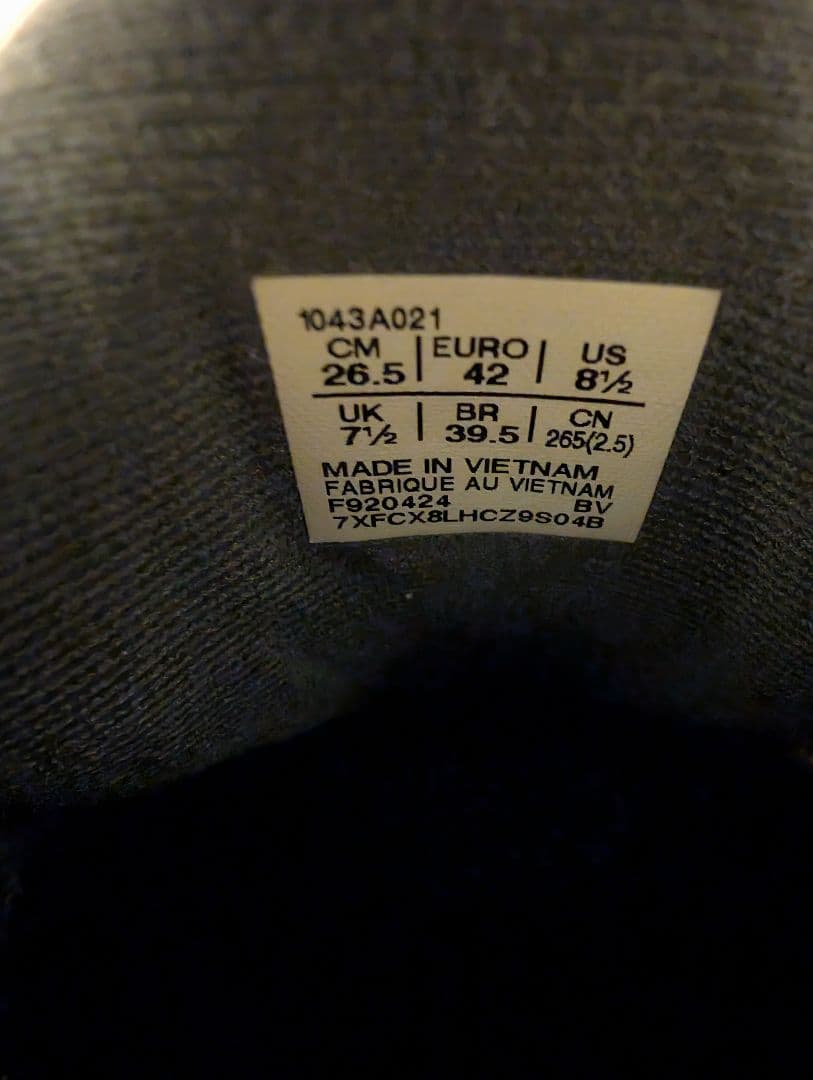 1043A021
CM | EURO | US
26.5 | 42 | 8½
UK | BR | CN
7½ | 39.5 | 265(2.5)
MADE IN VIETNAM
FABRIQUE AU VIETNAM
F920424 BV
7XFCX8LHCZ9S04B